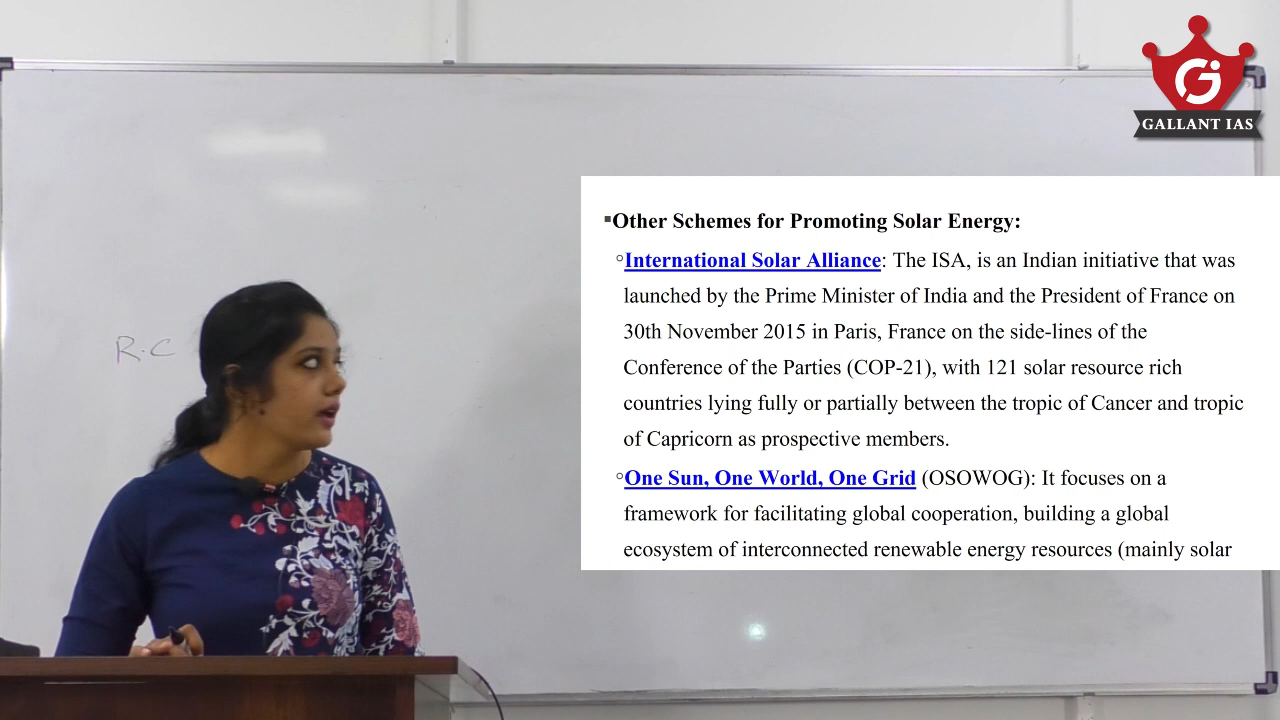 GALLANT IAS
▪Other Schemes for Promoting Solar Energy:
○International Solar Alliance: The ISA, is an Indian initiative that was
launched by the Prime Minister of India and the President of France on
30th November 2015 in Paris, France on the side-lines of the
Conference of the Parties (COP-21), with 121 solar resource rich
countries lying fully or partially between the tropic of Cancer and tropic
of Capricorn as prospective members.
○One Sun, One World, One Grid (OSOWOG): It focuses on a
framework for facilitating global cooperation, building a global
ecosystem of interconnected renewable energy resources (mainly solar
R.C